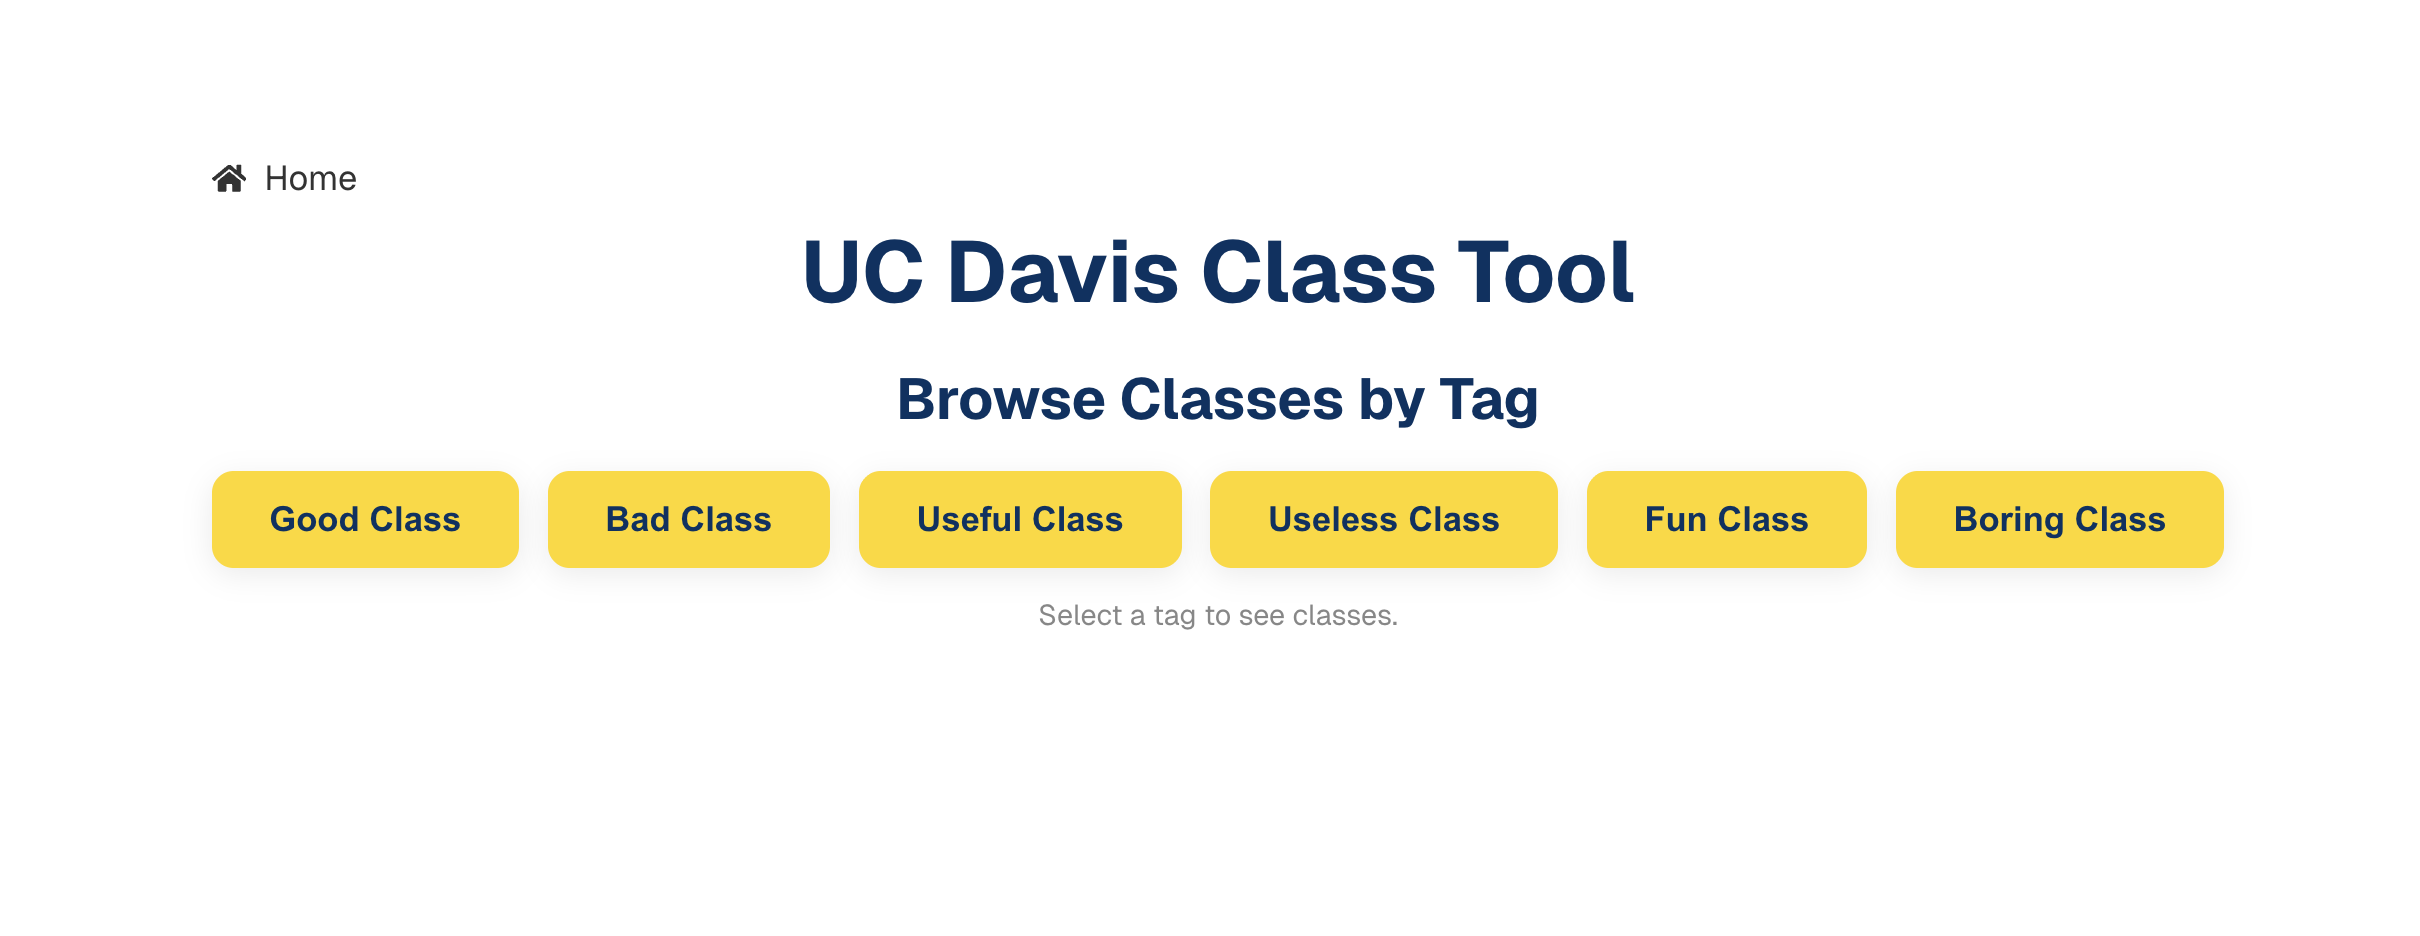 Home
UC Davis Class Tool
Browse Classes by Tag
Good Class Bad Class Useful Class Useless Class Fun Class Boring Class
Select a tag to see classes.